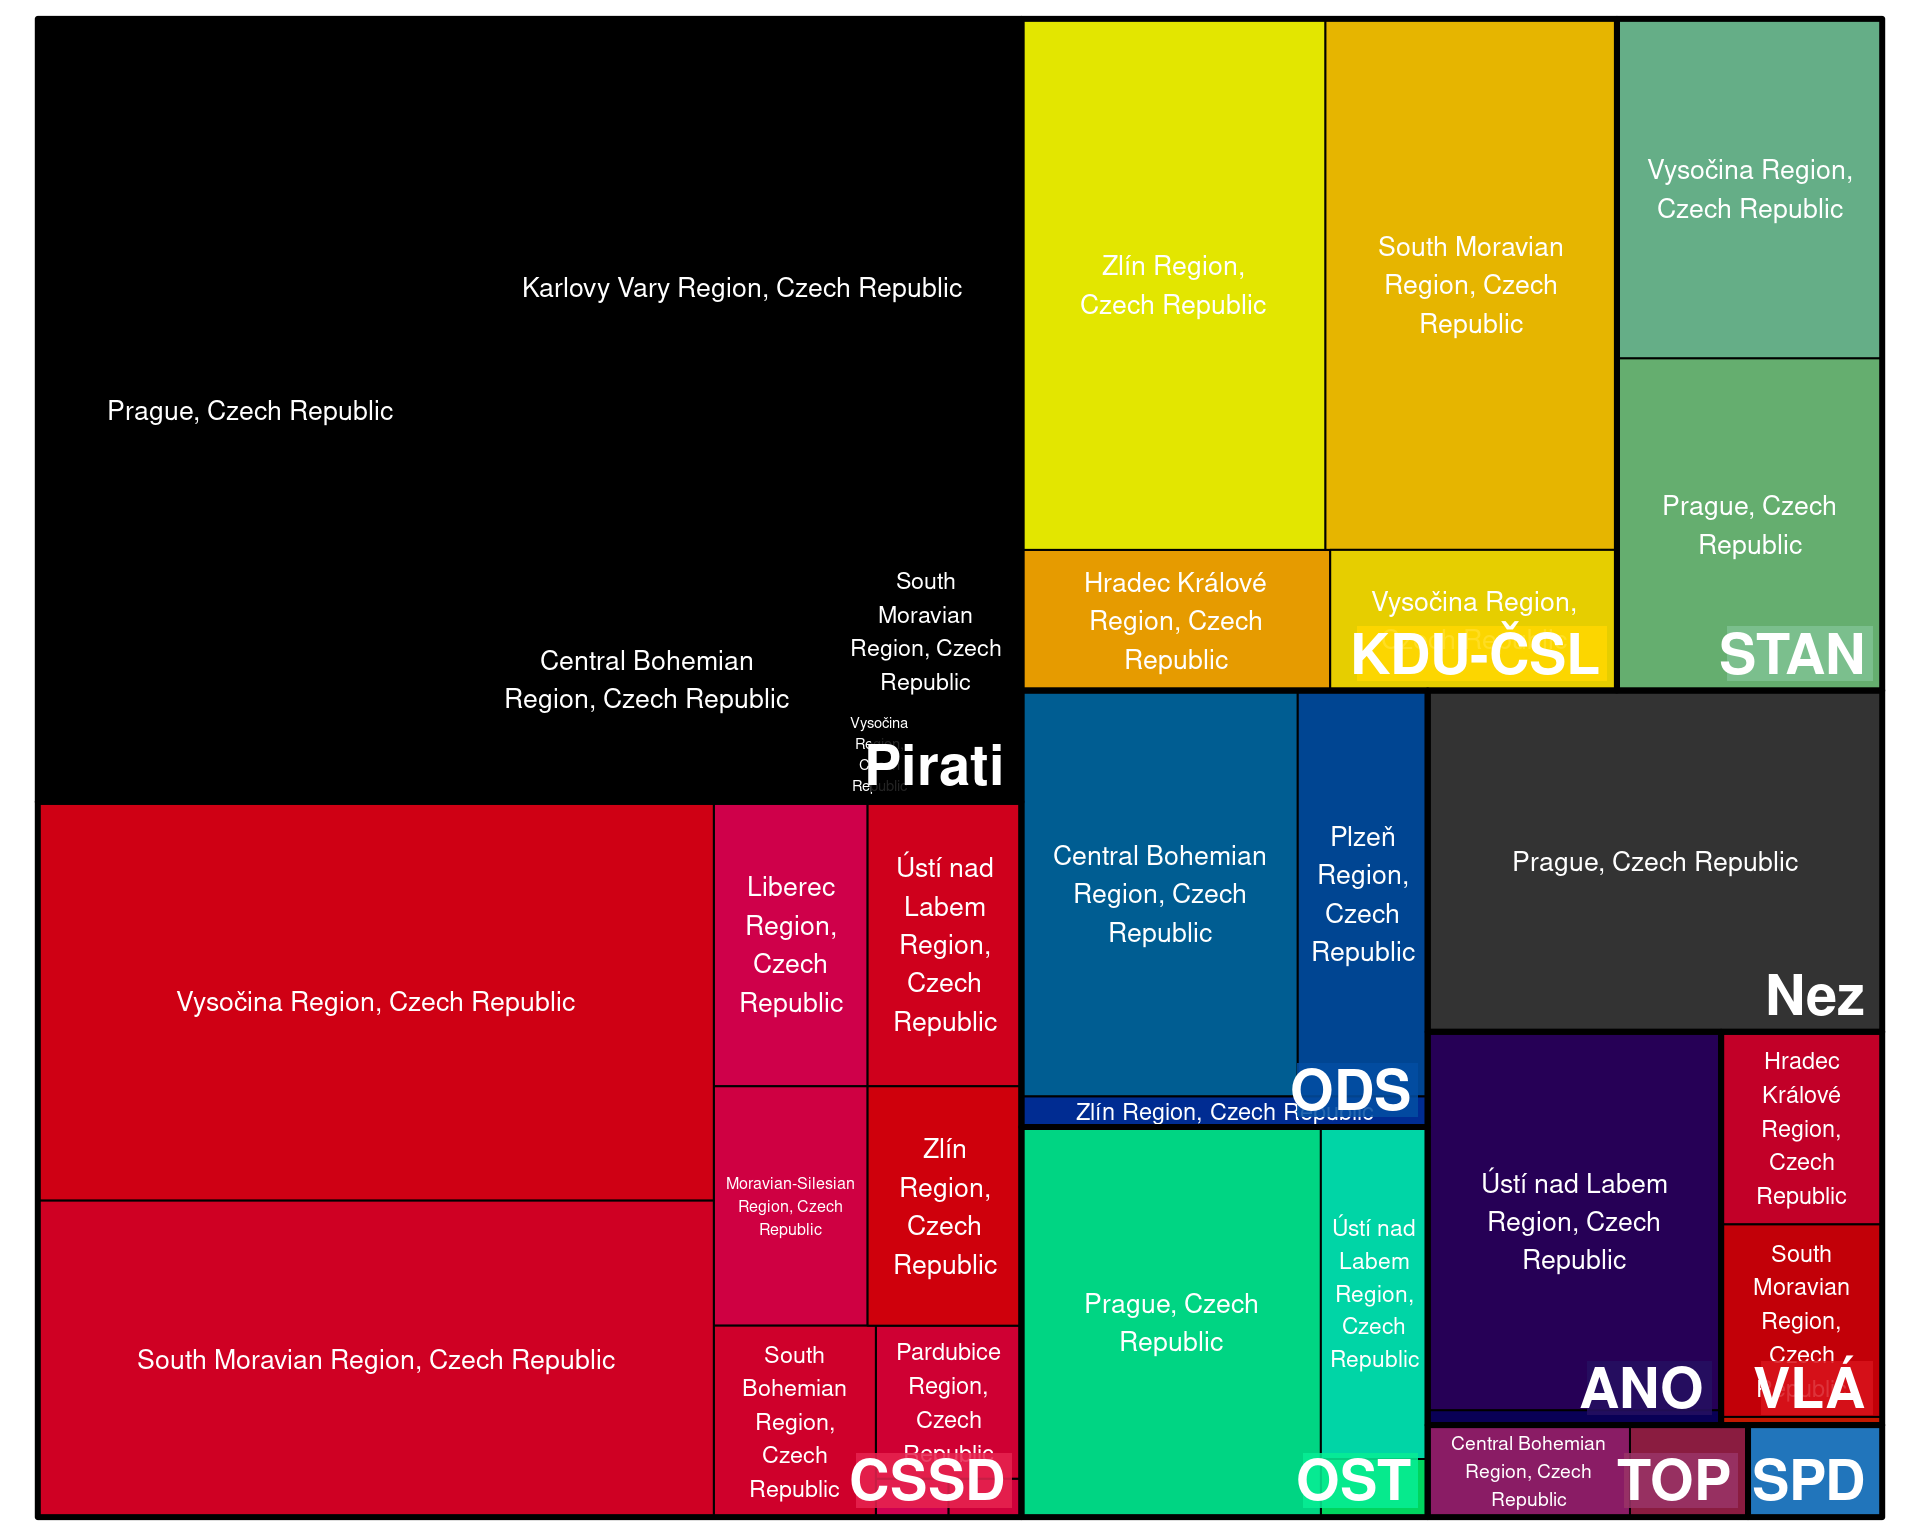 Karlovy Vary Region, Czech Republic
Prague, Czech Republic
South
Moravian
Region, Czech
Republic
Central Bohemian
Region, Czech Republic
Vysočina
Pirati
Zlín Region,
Czech Republic
South Moravian
Region, Czech
Republic
Hradec Králové
Region, Czech
Republic
Vysočina Region,
KDU-ČSL
Vysočina Region,
Czech Republic
Prague, Czech
Republic
STAN
Vysočina Region, Czech Republic
South Moravian Region, Czech Republic
Liberec
Region,
Czech
Republic
Ústí nad
Labem
Region,
Czech
Republic
Moravian-Silesian
Region, Czech
Republic
Zlín
Region,
Czech
Republic
South
Bohemian
Region,
Czech
Republic
Pardubice
Region,
Czech
Republic
CSSD
Central Bohemian
Region, Czech
Republic
Plzeň
Region,
Czech
Republic
ODS
Zlín Region, Czech Republic
Prague, Czech Republic
Nez
Prague, Czech
Republic
Ústí nad
Labem
Region,
Czech
Republic
OST
Ústí nad Labem
Region, Czech
Republic
ANO
Hradec
Králové
Region,
Czech
Republic
South
Moravian
Region,
Czech
VLÁ
Central Bohemian
Region, Czech
Republic
TOP
SPD